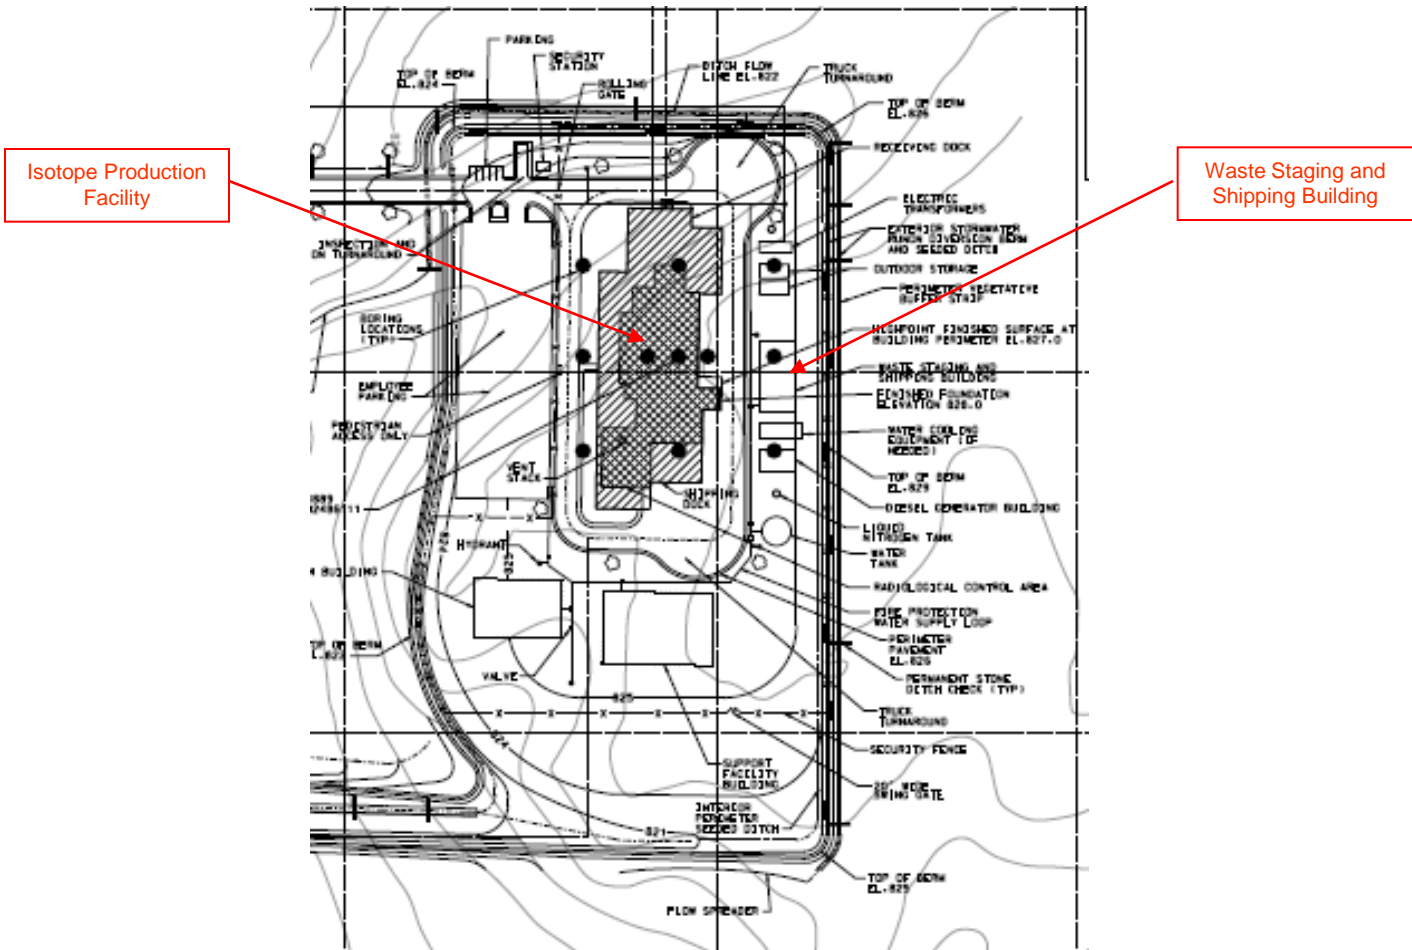 Isotope Production
Facility
Waste Staging and
Shipping Building
PARKING
SECURITY
STATION
TOP OF BERM
EL.824
ROLLING
GATE
DITCH FLOW
LINE EL.822
TRUCK
TURNAROUND
TOP OF BERM
EL.826
RECEIVING DOCK
ELECTRIC
TRANSFORMERS
EXTERIOR STORMWATER
RUNON DIVERSION BERM
AND SEEDED DITCH
OUTDOOR STORAGE
PERIMETER VEGETATIVE
BUFFER STRIP
HIGHPOINT FINISHED SURFACE AT
BUILDING PERIMETER EL.827.0
WASTE STAGING AND
SHIPPING BUILDING
FINISHED FOUNDATION
ELEVATION 828.0
WATER COOLING
EQUIPMENT (IF
NEEDED)
TOP OF BERM
EL.829
DIESEL GENERATOR BUILDING
LIQUID
NITROGEN TANK
WATER
TANK
RADIOLOGICAL CONTROL AREA
FIRE PROTECTION
WATER SUPPLY LOOP
PERIMETER
PAVEMENT
EL.826
PERMANENT STONE
DITCH CHECK (TYP)
TRUCK
TURNAROUND
SECURITY FENCE
20' WIDE
SWING GATE
TOP OF BERM
EL.825
INSPECTION AND
ON TURNAROUND
BORING
LOCATIONS
(TYP)
EMPLOYEE
PARKING
PEDESTRIAN
ACCESS ONLY
VENT
STACK
SHIPPING
DOCK
HYDRANT
825
BUILDING
TOP OF BERM
VALVE
825
824
SUPPORT
FACILITY
BUILDING
INTERIOR
PERIMETER
SEEDED DITCH
821
FLOW SPREADER